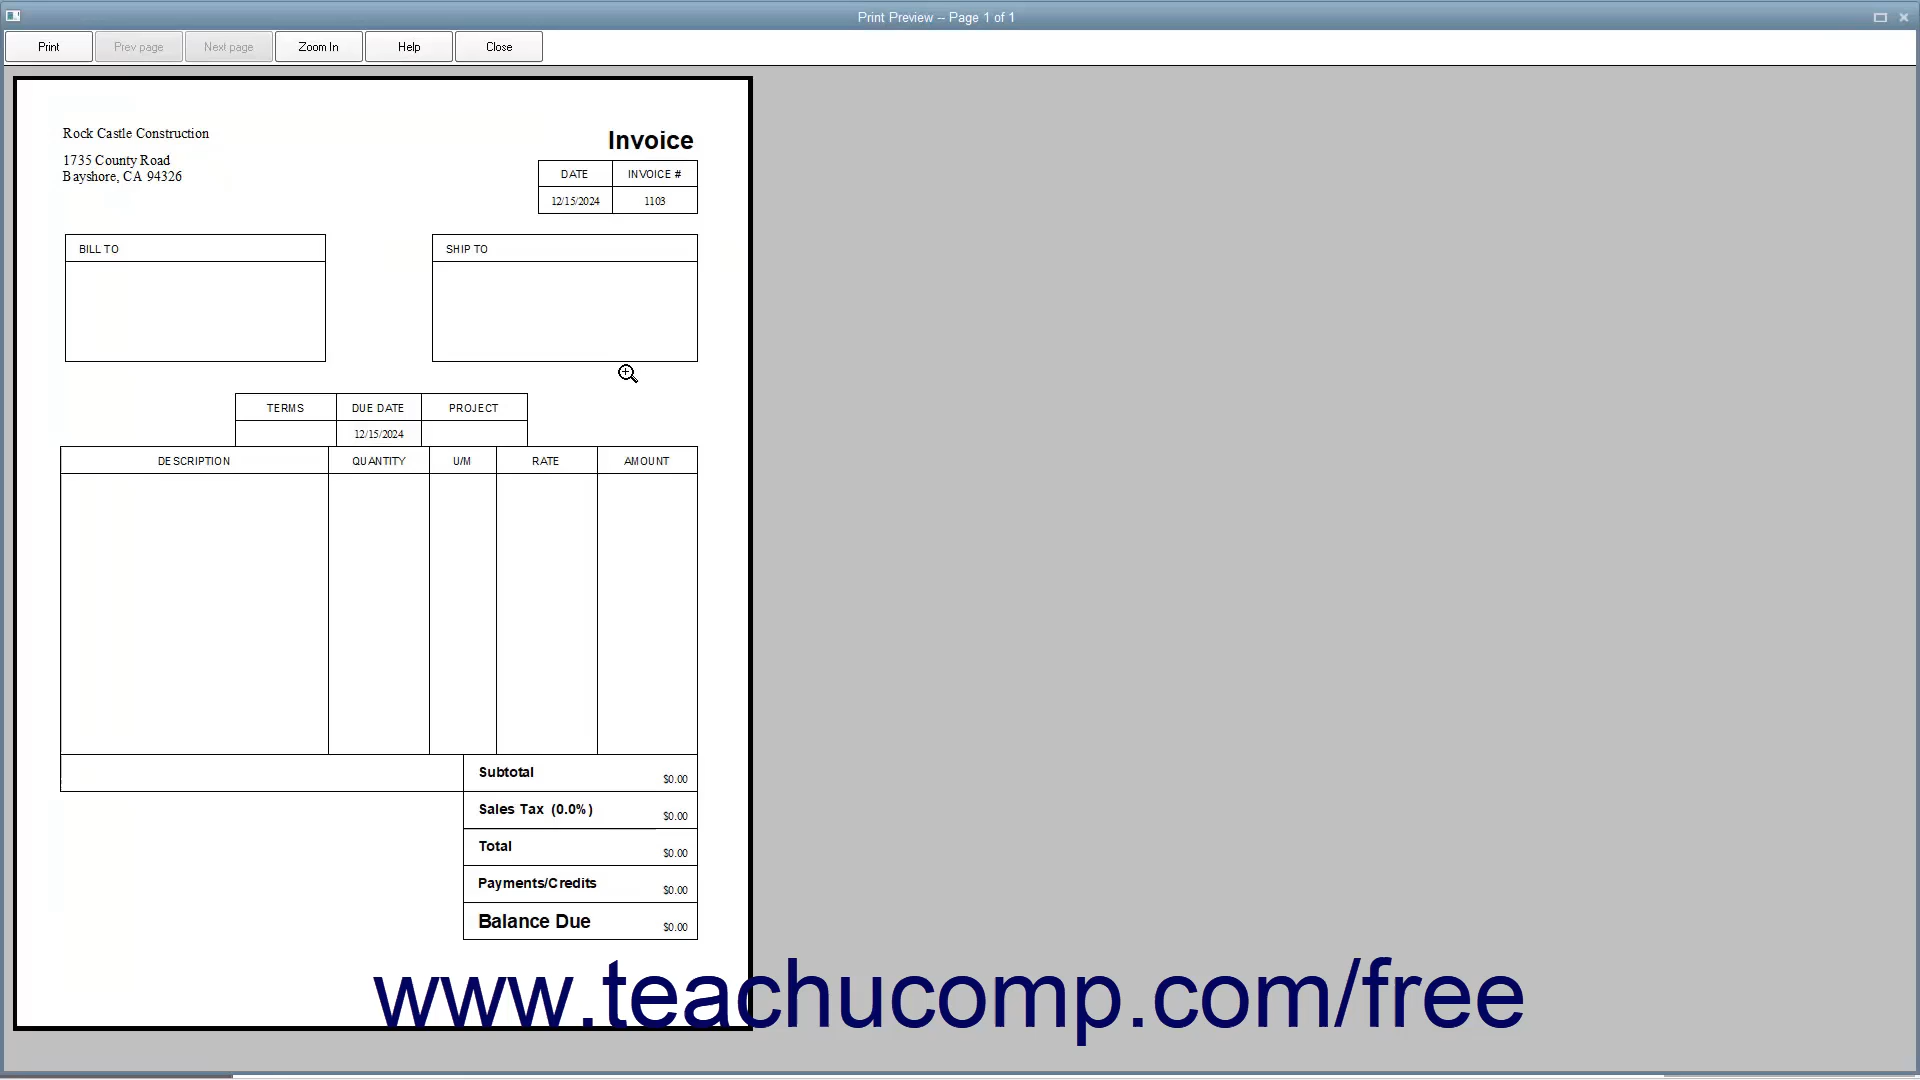 Print Preview -- Page 1 of 1
Print Prev page Next page Zoom In Help Close
Rock Castle Construction
1735 County Road
Bayshore, CA 94326
Invoice
DATE INVOICE #
12/15/2024 1103
BILL TO
SHIP TO
TERMS DUE DATE PROJECT
12/15/2024
DESCRIPTION QUANTITY U/M RATE AMOUNT
Subtotal $0.00
Sales Tax (0.0%) $0.00
Total $0.00
Payments/Credits $0.00
Balance Due $0.00
www.teachucomp.com/free